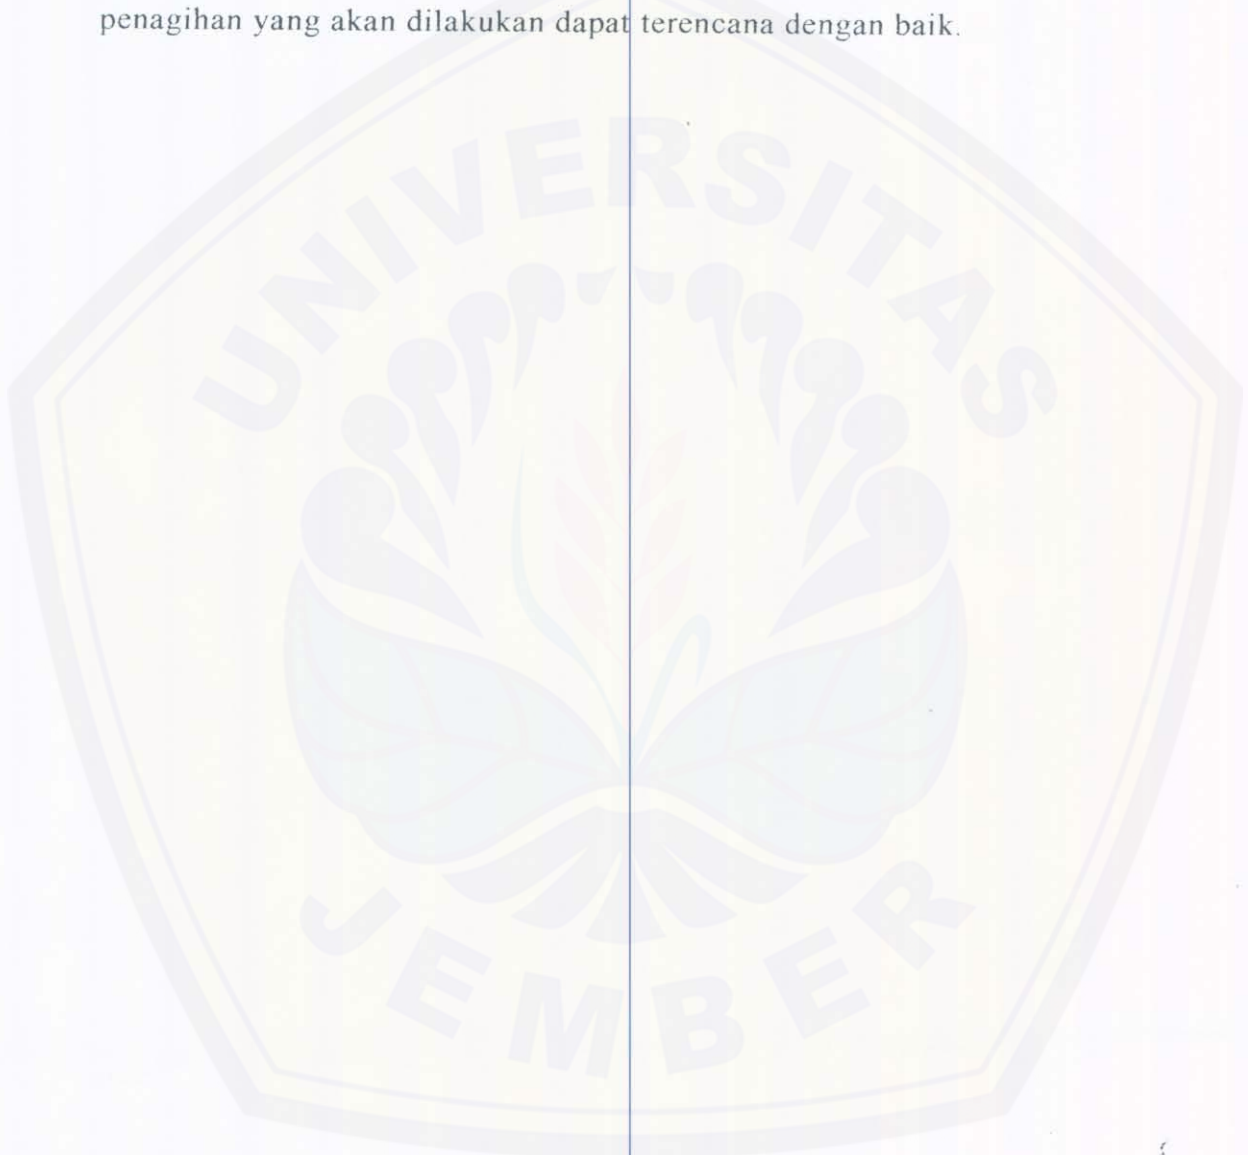 penagihan yang akan dilakukan dapat terencana dengan baik.
UNIVERSITAS
JEMBER